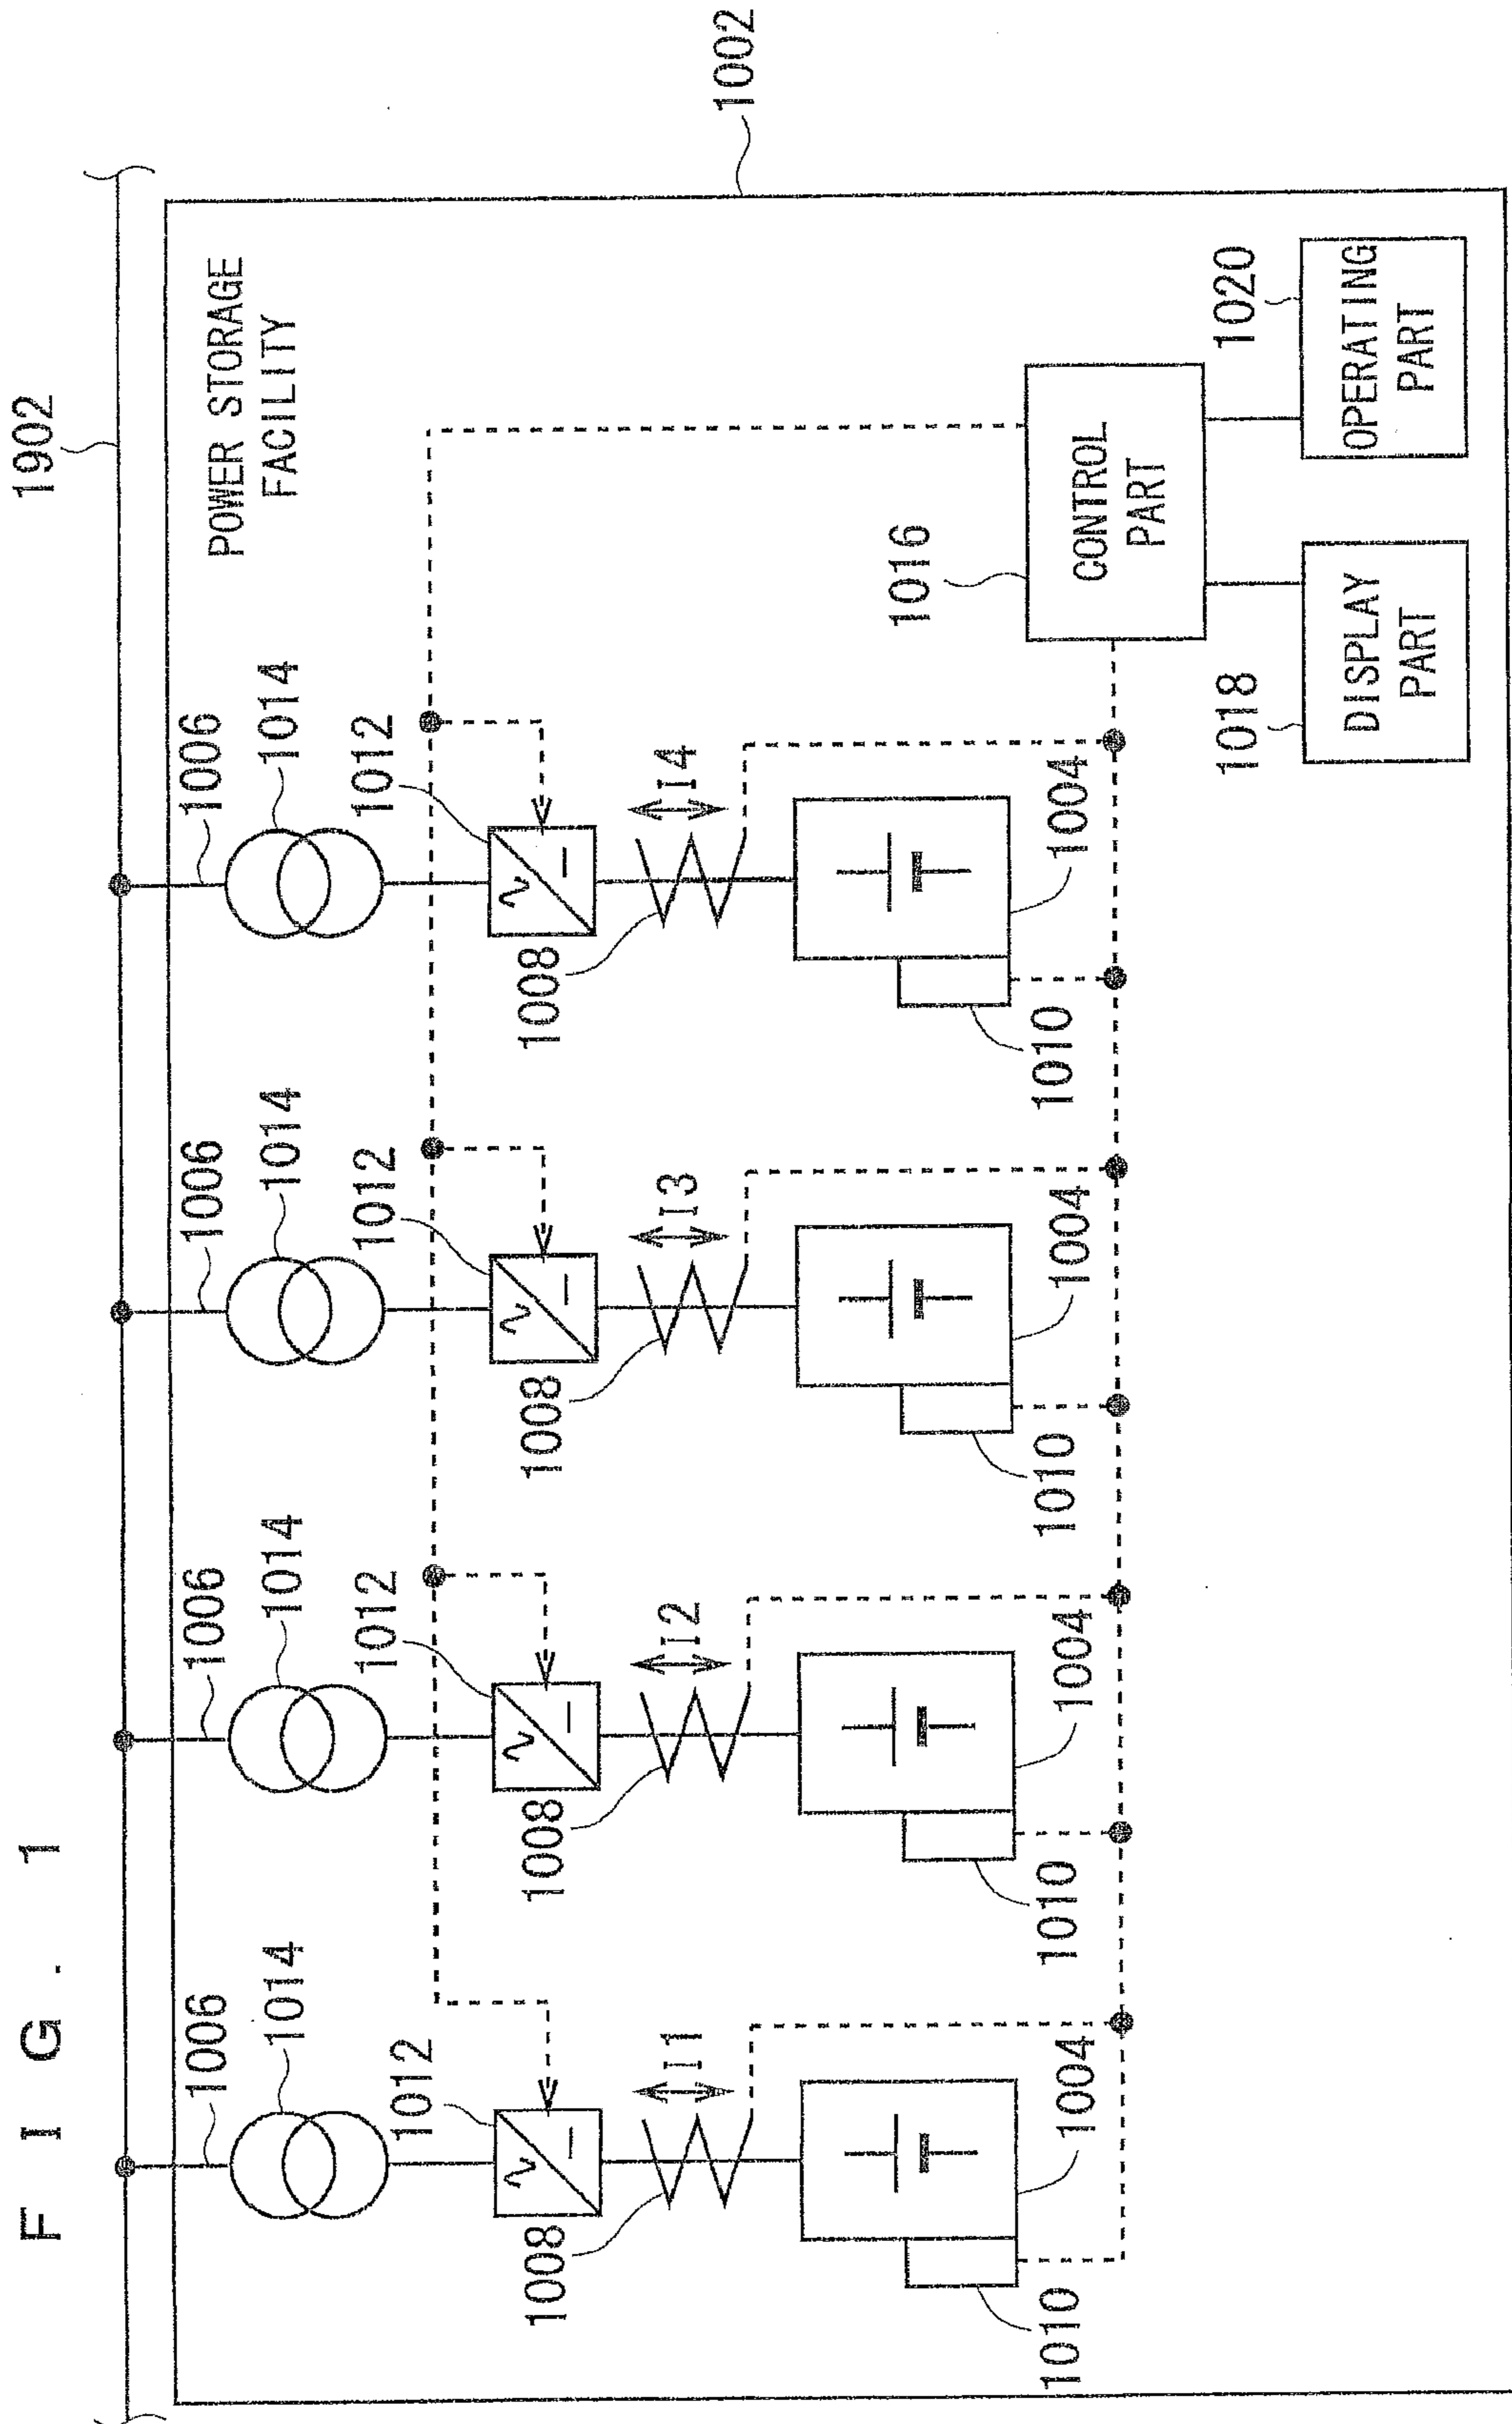 FIG. 1
1902
1002
POWER STORAGE
FACILITY
1006
1014
1012
1008
I1
1004
1010
1006
1014
1012
1008
I2
1004
1010
1006
1014
1012
1008
I3
1004
1010
1006
1014
1012
1008
I4
1004
1010
1016
CONTROL
PART
1018
DISPLAY
PART
1020
OPERATING
PART